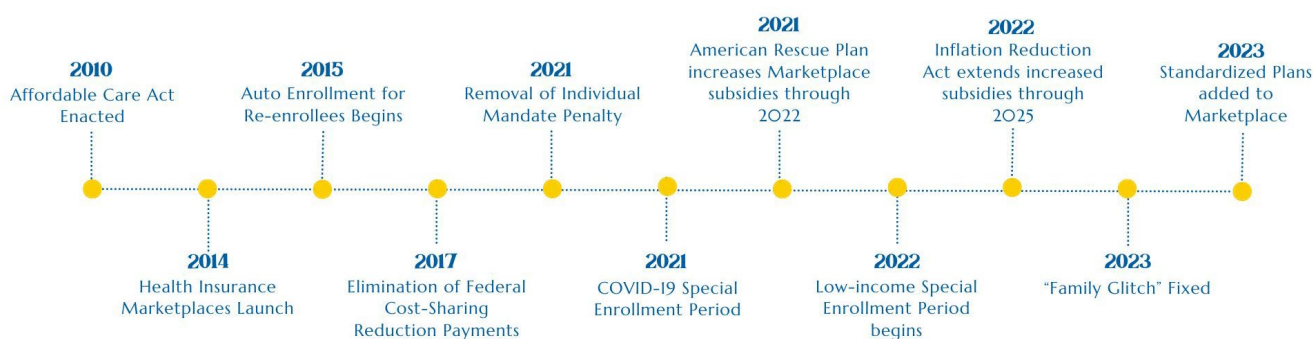 2010
Affordable Care Act
Enacted
2014
Health Insurance
Marketplaces Launch
2015
Auto Enrollment for
Re-enrollees Begins
2017
Elimination of Federal
Cost-Sharing
Reduction Payments
2021
Removal of Individual
Mandate Penalty
2021
COVID-19 Special
Enrollment Period
2021
American Rescue Plan
increases Marketplace
subsidies through
2022
2022
Low-income Special
Enrollment Period
begins
2022
Inflation Reduction
Act extends increased
subsidies through
2025
2023
"Family Glitch" Fixed
2023
Standardized Plans
added to
Marketplace